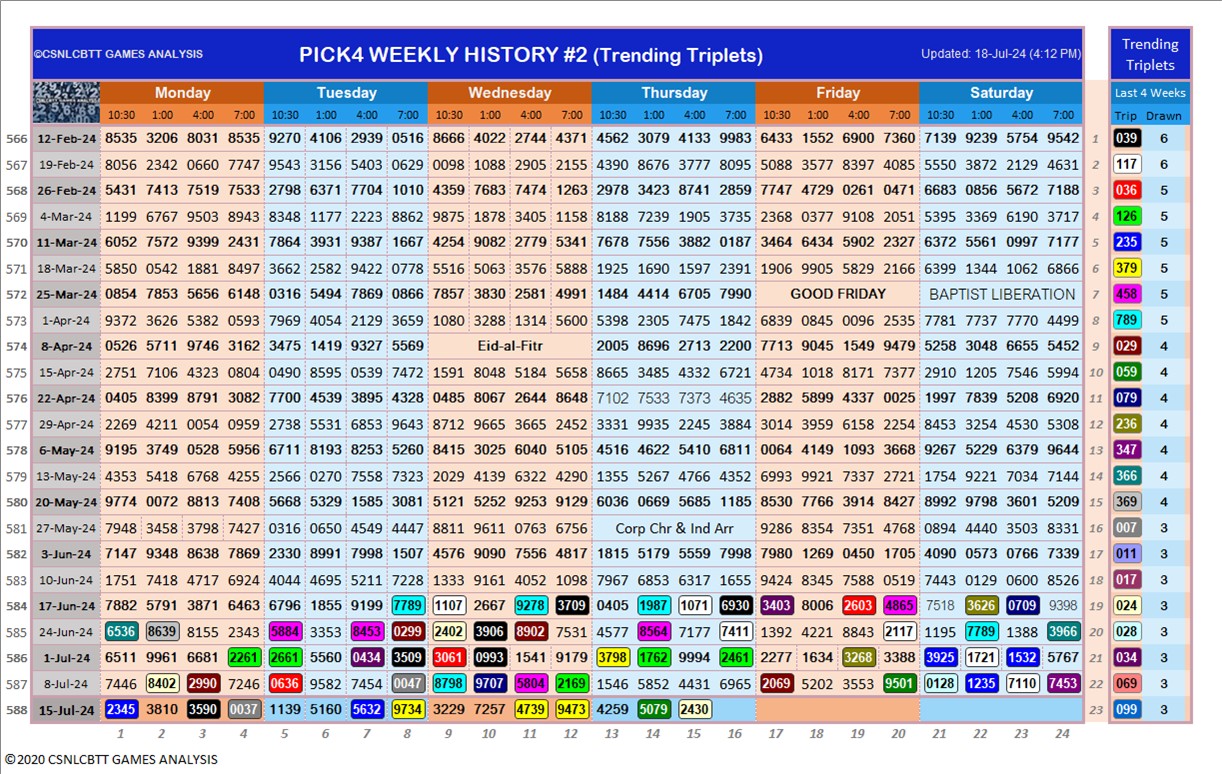 ©CSNLCBTT GAMES ANALYSIS PICK4 WEEKLY HISTORY #2 (Trending Triplets) Updated: 18-Jul-24 (4:12 PM) Trending Triplets
Monday Tuesday Wednesday Thursday Friday Saturday Last 4 Weeks
10:30 1:00 4:00 7:00 10:30 1:00 4:00 7:00 10:30 1:00 4:00 7:00 10:30 1:00 4:00 7:00 10:30 1:00 4:00 7:00 10:30 1:00 4:00 7:00 Trip Drawn
566 12-Feb-24 8535 3206 8031 8535 9270 4106 2939 0516 8666 4022 2744 4371 4562 3079 4133 9983 6433 1552 6900 7360 7139 9239 5754 9542 1 039 6
567 19-Feb-24 8056 2342 0660 7747 9543 3156 5403 0629 9098 1088 2905 2155 4390 8676 3777 8095 5088 3577 8397 4085 5550 3872 2129 4631 2 117 6
568 26-Feb-24 5431 7413 7519 7533 2798 6371 7704 1010 4359 7683 7474 1263 2978 3423 8741 2859 7747 4729 0261 0471 6683 0856 5672 7188 3 036 5
569 4-Mar-24 1199 6767 9503 8943 8348 1177 2223 8862 9875 1878 3405 1158 8188 7239 1905 3735 2368 0377 9108 2051 5395 3369 6190 3717 4 126 5
570 11-Mar-24 6052 7572 9399 2431 7864 3931 9387 1667 4254 9082 2779 5341 7678 7556 3882 0187 3464 6434 5902 2327 6372 5561 0997 7177 5 235 5
571 18-Mar-24 5850 0542 1881 8497 3662 2582 9422 0778 5516 5063 3576 5888 1925 1690 1597 2391 1906 9905 5829 2166 6399 1344 1062 6866 6 379 5
572 25-Mar-24 0854 7853 5656 6148 0316 5494 7869 0866 8357 3830 2581 4991 1484 4414 6705 7990 GOOD FRIDAY BAPTIST LIBERATION 7 458 5
573 1-Apr-24 9372 3626 5382 0593 7969 4054 2129 3659 1080 3288 1314 5600 5398 2305 7475 1842 6839 0845 0096 2535 7781 7737 7770 4499 8 789 5
574 8-Apr-24 0526 5711 9746 3162 3475 1419 9327 5569 Eid-al-Fitr 2005 8696 2713 2200 7713 9045 1549 9479 5258 3048 6655 5452 9 029 4
575 15-Apr-24 2751 7106 4323 0804 0490 8595 0539 7472 1591 8048 5184 5658 8665 3485 4332 6721 4734 1018 8171 7377 2910 1205 7546 5994 10 059 4
576 22-Apr-24 0405 8399 8791 3082 7700 4539 3895 4328 0485 8067 2644 8648 7102 7533 7373 4635 2882 5899 4337 0025 1997 7839 5208 6920 11 079 4
577 29-Apr-24 2269 4211 0054 0959 2738 5531 6853 9643 8712 9665 3665 2452 3331 9935 2245 3884 3014 3959 6158 2254 8453 3254 4530 5308 12 236 4
578 6-May-24 9195 3749 0528 5956 6711 8193 8253 5260 8415 3025 6040 5105 4516 4622 5410 6811 0064 4149 1093 3668 9267 5229 6379 9644 13 347 4
579 13-May-24 4353 5418 6768 4255 2566 0270 7558 7323 9029 4139 6322 4290 1355 5267 4766 4352 6995 9921 7337 2721 1754 9221 7034 7144 14 366 4
580 20-May-24 9774 0072 8813 7408 5668 5329 1585 3081 5121 5252 9253 9129 6036 0669 5685 1185 8530 7766 3914 8427 8992 9798 3601 5209 15 369 4
581 27-May-24 7948 3458 3798 7427 0316 0650 4549 4447 8811 9611 0763 6756 Corp Chr & Ind Arr 9286 8354 7351 4768 0894 4440 3503 8331 16 007 3
582 3-Jun-24 7147 9348 8638 7869 2330 8991 7998 1507 4576 9090 7556 4817 1815 5179 5559 7998 7980 1269 0450 1705 4090 0573 0766 7339 17 011 3
583 10-Jun-24 1751 7418 4717 6924 4044 4695 5211 7228 1333 9161 4052 1098 7967 6853 6317 1655 9424 8345 7588 0519 7443 0129 0600 8526 18 017 3
584 17-Jun-24 7882 5791 3871 6463 6796 1855 9199 7789 1107 2667 9278 3709 0405 1987 1071 6930 3403 8006 2603 4865 7518 3626 0709 9398 19 024 3
585 24-Jun-24 6536 8639 8155 2343 5884 3353 8453 0299 2402 3906 8902 7531 4577 8564 7177 7411 1392 4221 8843 2117 1195 7789 1388 3966 20 028 3
586 1-Jul-24 6511 9961 6681 2261 2661 5560 0434 3509 3061 0993 1541 9179 3798 1762 9994 2461 2277 1634 3268 3388 3925 1721 1532 5767 21 034 3
587 8-Jul-24 7446 8402 2990 7246 0636 9582 7454 0047 8798 9707 5804 2169 1546 5852 4431 6965 2069 5202 3553 9501 0128 1235 7110 7453 22 069 3
588 15-Jul-24 2345 3810 3590 0037 1139 5160 5632 9734 3229 7257 4739 9473 4259 5079 2430 23 099 3
1 2 3 4 5 6 7 8 9 10 11 12 13 14 15 16 17 18 19 20 21 22 23 24
©2020 CSNLCBTT GAMES ANALYSIS